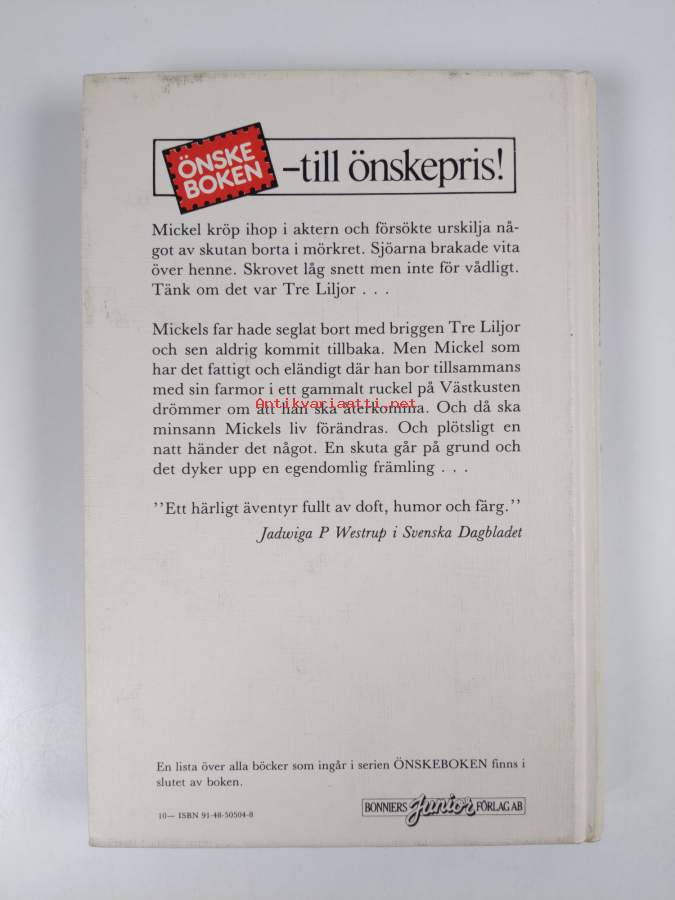 ÖNSKE
BOKEN
–till önskepris!
Mickel kröp ihop i aktern och försökte urskilja nå-
got av skutan borta i mörkret. Sjöarna brakade vita
över henne. Skrovet låg snett men inte för vådligt.
Tänk om det var Tre Liljor . . .
Mickels far hade seglat bort med briggen Tre Liljor
och sen aldrig kommit tillbaka. Men Mickel som
har det fattigt och eländigt där han bor tillsammans
med sin farmor i ett gammalt ruckel på Västkusten
drömmer om att han ska återkomma. Och då ska
Antikvariaatti.net
minsann Mickels liv förändras. Och plötsligt en
natt händer det något. En skuta går på grund och
det dyker upp en egendomlig främling . . .
''Ett härligt äventyr fullt av doft, humor och färg.''
Jadwiga P Westrup i Svenska Dagbladet
En lista över alla böcker som ingår i serien ÖNSKEBOKEN finns i
slutet av boken.
10— ISBN 91-48-50504-8
BONNIERS Junior FÖRLAG AB